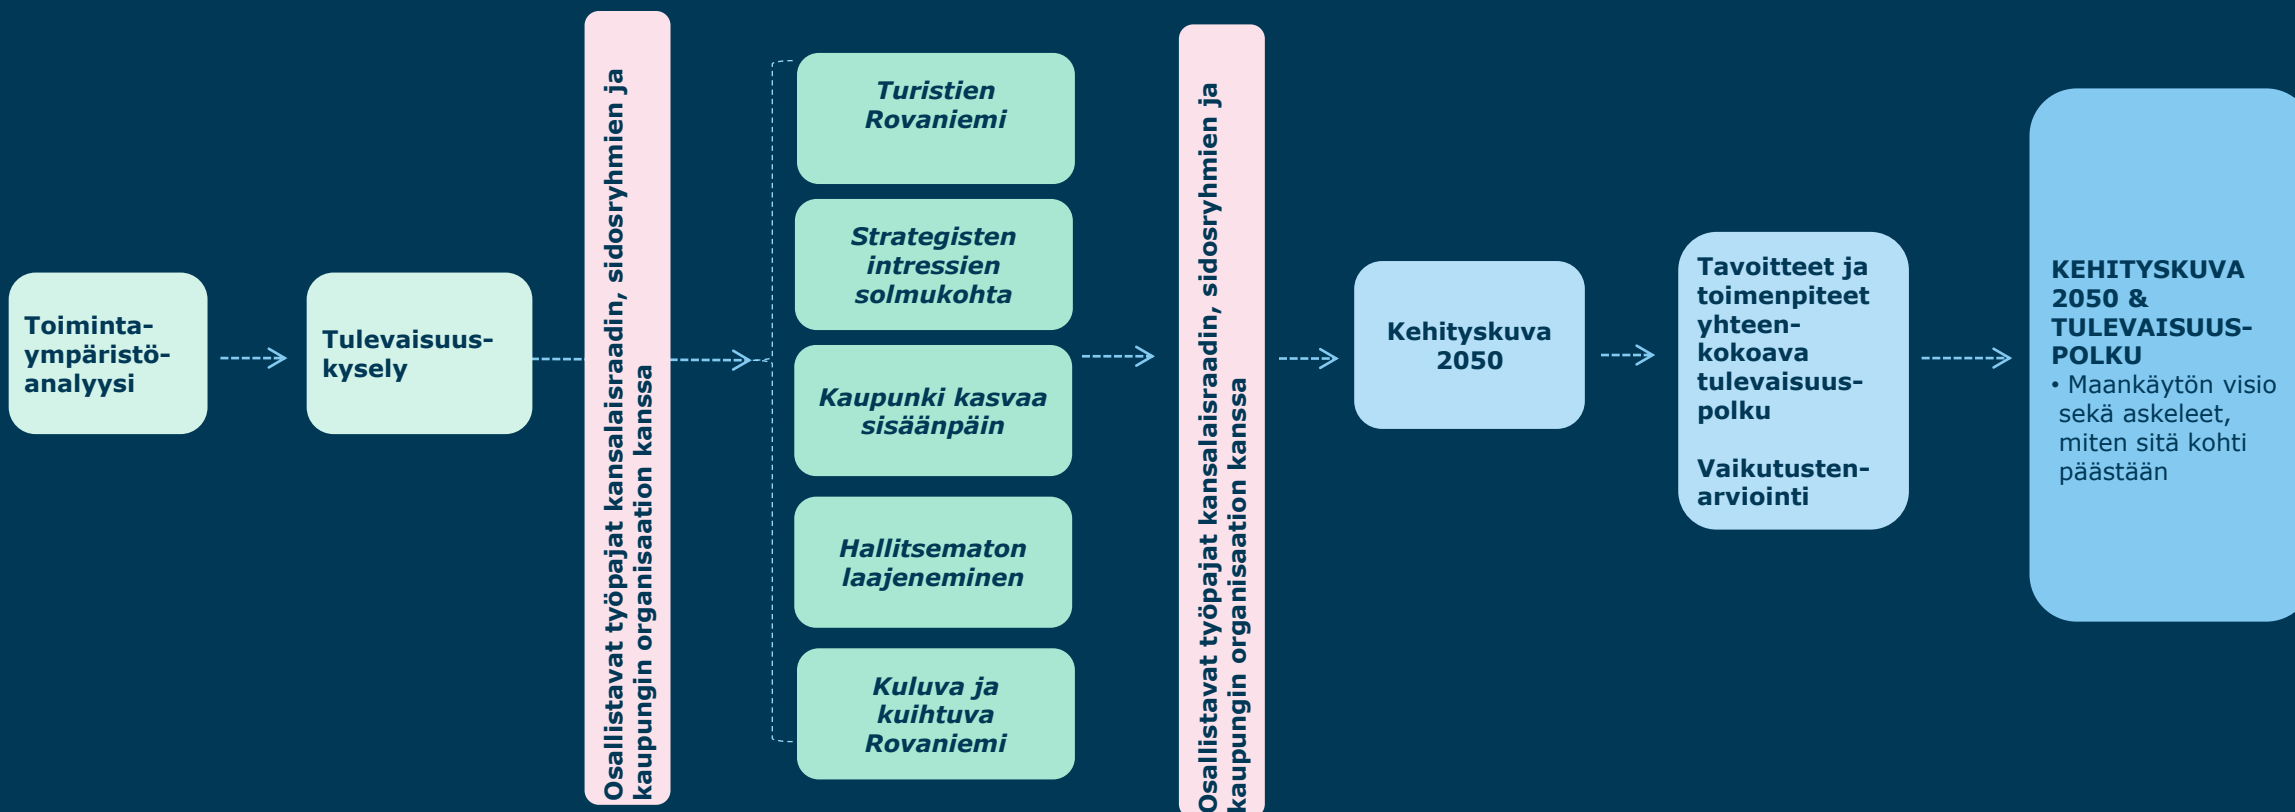 Toiminta-
ympäristö-
analyysi
Tulevaisuus-
kysely
Osallistavat työpajat kansalaisraadin, sidosryhmien ja
kaupungin organisaation kanssa
Turistien
Rovaniemi
Strategisten
intressien
solmukohta
Kaupunki kasvaa
sisäänpäin
Hallitsematon
laajeneminen
Kuluva ja
kuihtuva
Rovaniemi
Osallistavat työpajat kansalaisraadin, sidosryhmien ja
kaupungin organisaation kanssa
Kehityskuva
2050
Tavoitteet ja
toimenpiteet
yhteen-
kokoava
tulevaisuus-
polku
Vaikutusten-
arviointi
KEHITYSKUVA
2050 &
TULEVAISUUS-
POLKU
• Maankäytön visio
sekä askeleet,
miten sitä kohti
päästään